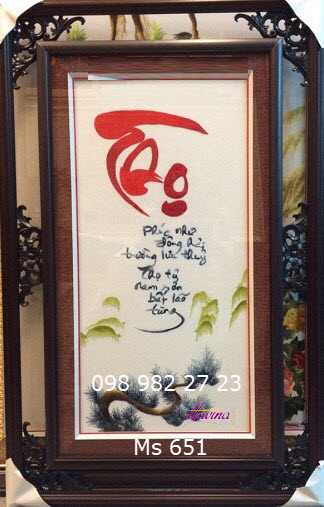 Thọ
Phúc như
đông hải
trường lưu thủy
Thọ tỷ
nam sơn
bất lão
tùng
098 982 27 23
Ms 651